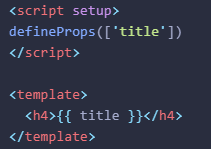 <script setup>
defineProps(['title'])
</script>
<template>
<h4>{{ title }}</h4>
</template>